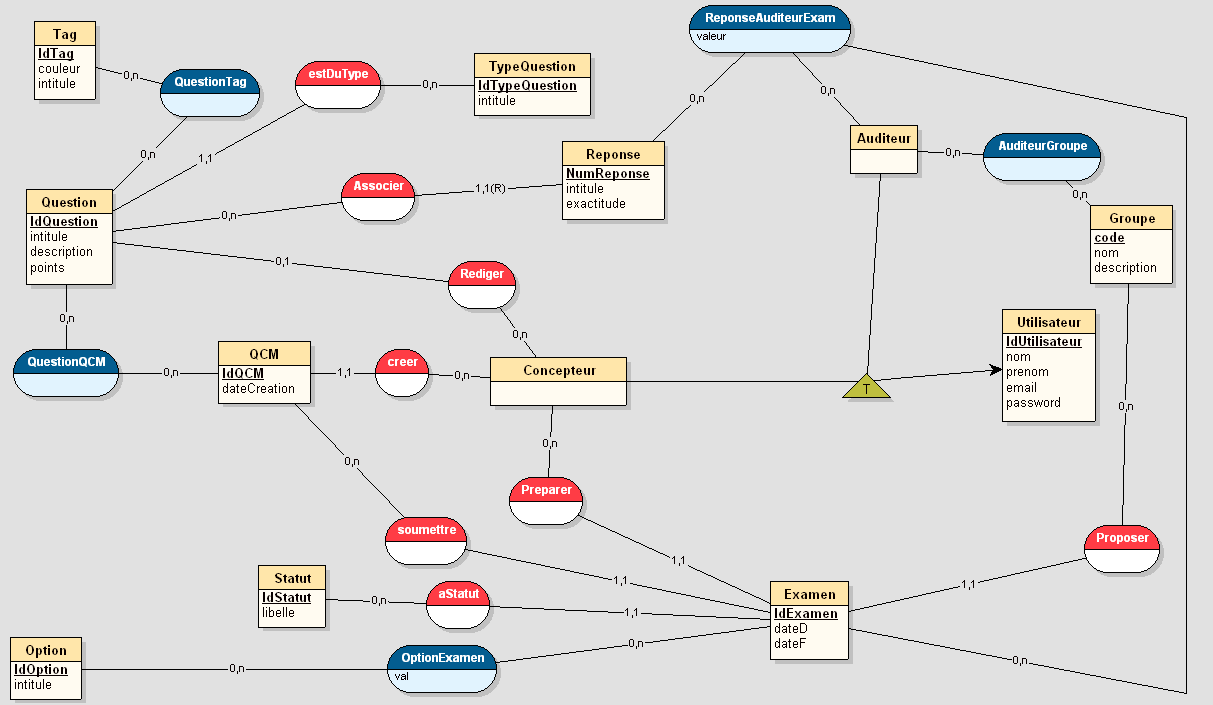 ReponseAuditeurExam
valeur
Tag
IdTag
couleur
intitule
0,n
QuestionTag
estDuType
0,n
TypeQuestion
IdTypeQuestion
intitule
0,n
0,n
0,n
1,1
Auditeur
0,n
AuditeurGroupe
Reponse
NumReponse
intitule
exactitude
Associer
1,1(R)
0,n
Question
IdQuestion
intitule
description
points
0,n
Groupe
code
nom
description
0,1
Rediger
0,n
0,n
Utilisateur
IdUtilisateur
nom
prenom
email
password
QuestionQCM
0,n
QCM
IdQCM
dateCreation
1,1
creer
0,n
Concepteur
T
0,n
0,n
0,n
Preparer
soumettre
1,1
1,1
Proposer
Statut
IdStatut
libelle
0,n
aStatut
1,1
1,1
Examen
IdExamen
dateD
dateF
0,n
0,n
Option
IdOption
intitule
0,n
OptionExamen
val